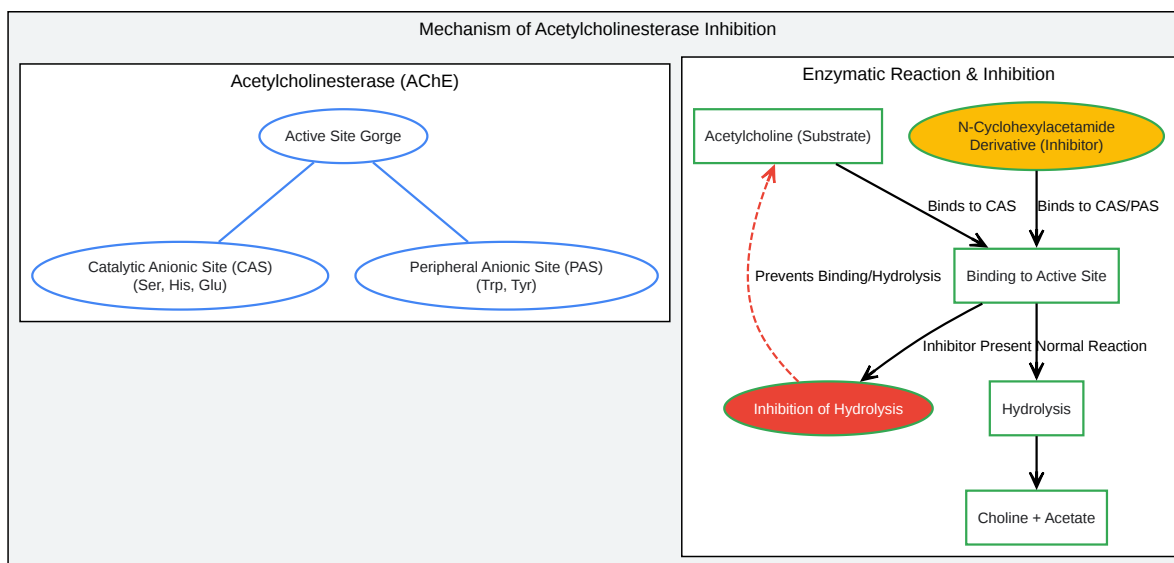 Mechanism of Acetylcholinesterase Inhibition
Acetylcholinesterase (AChE)
Active Site Gorge
Catalytic Anionic Site (CAS)
(Ser, His, Glu)
Peripheral Anionic Site (PAS)
(Trp, Tyr)
Enzymatic Reaction & Inhibition
Acetylcholine (Substrate)
N-Cyclohexylacetamide
Derivative (Inhibitor)
Binds to CAS
Binds to CAS/PAS
Prevents Binding/Hydrolysis
Binding to Active Site
Inhibitor Present
Normal Reaction
Inhibition of Hydrolysis
Hydrolysis
Choline + Acetate